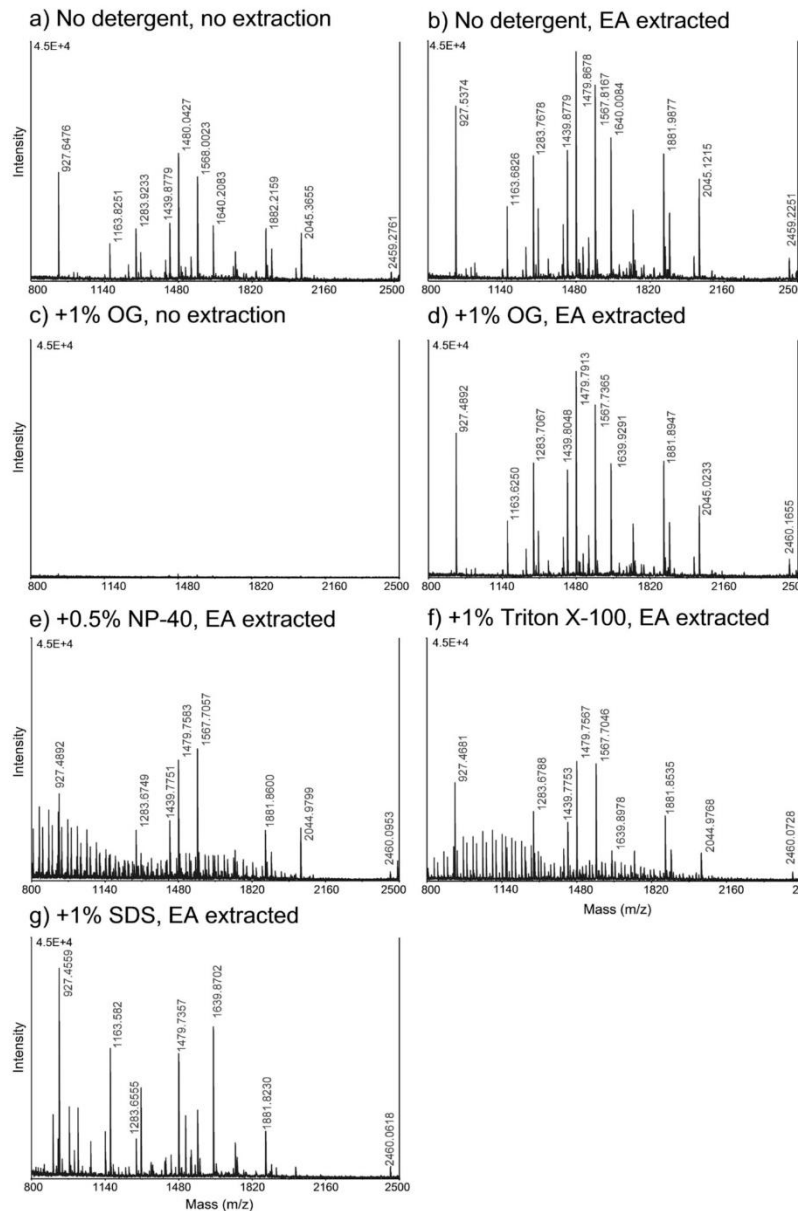 a) No detergent, no extraction
4.5E+4
Intensity
927.6476
1163.8251
1283.9233
1439.8779
1480.0427
1568.0023
1640.2083
1882.2159
2045.3655
2459.2761
800 1140 1480 1820 2160 2500
b) No detergent, EA extracted
4.5E+4
927.5374
1163.6826
1283.7678
1439.8779
1479.8678
1567.8167
1640.0084
1881.9877
2045.1215
2459.2251
800 1140 1480 1820 2160 2500
c) +1% OG, no extraction
4.5E+4
Intensity
800 1140 1480 1820 2160 2500
d) +1% OG, EA extracted
4.5E+4
927.4892
1163.6250
1283.7067
1439.8048
1479.7913
1567.7365
1639.9291
1881.8947
2045.0233
2460.1655
800 1140 1480 1820 2160 2500
e) +0.5% NP-40, EA extracted
4.5E+4
Intensity
927.4892
1283.6749
1439.7751
1479.7583
1567.7057
1881.8600
2044.9799
2460.0953
800 1140 1480 1820 2160 2500
f) +1% Triton X-100, EA extracted
4.5E+4
927.4681
1283.6788
1439.7753
1479.7567
1567.7046
1639.8978
1881.8535
2044.9768
2460.0728
800 1140 1480 1820 2160 2500
Mass (m/z)
g) +1% SDS, EA extracted
4.5E+4
Intensity
927.4559
1163.582
1283.6555
1479.7357
1639.8702
1881.8230
2460.0618
800 1140 1480 1820 2160 2500
Mass (m/z)